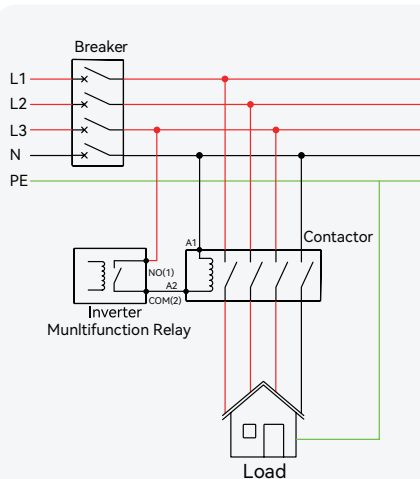 Breaker
L1
L2
L3
N
PE
A1
Contactor
NO(1)
A2
COM(2)
Inverter
Munltifunction Relay
Load